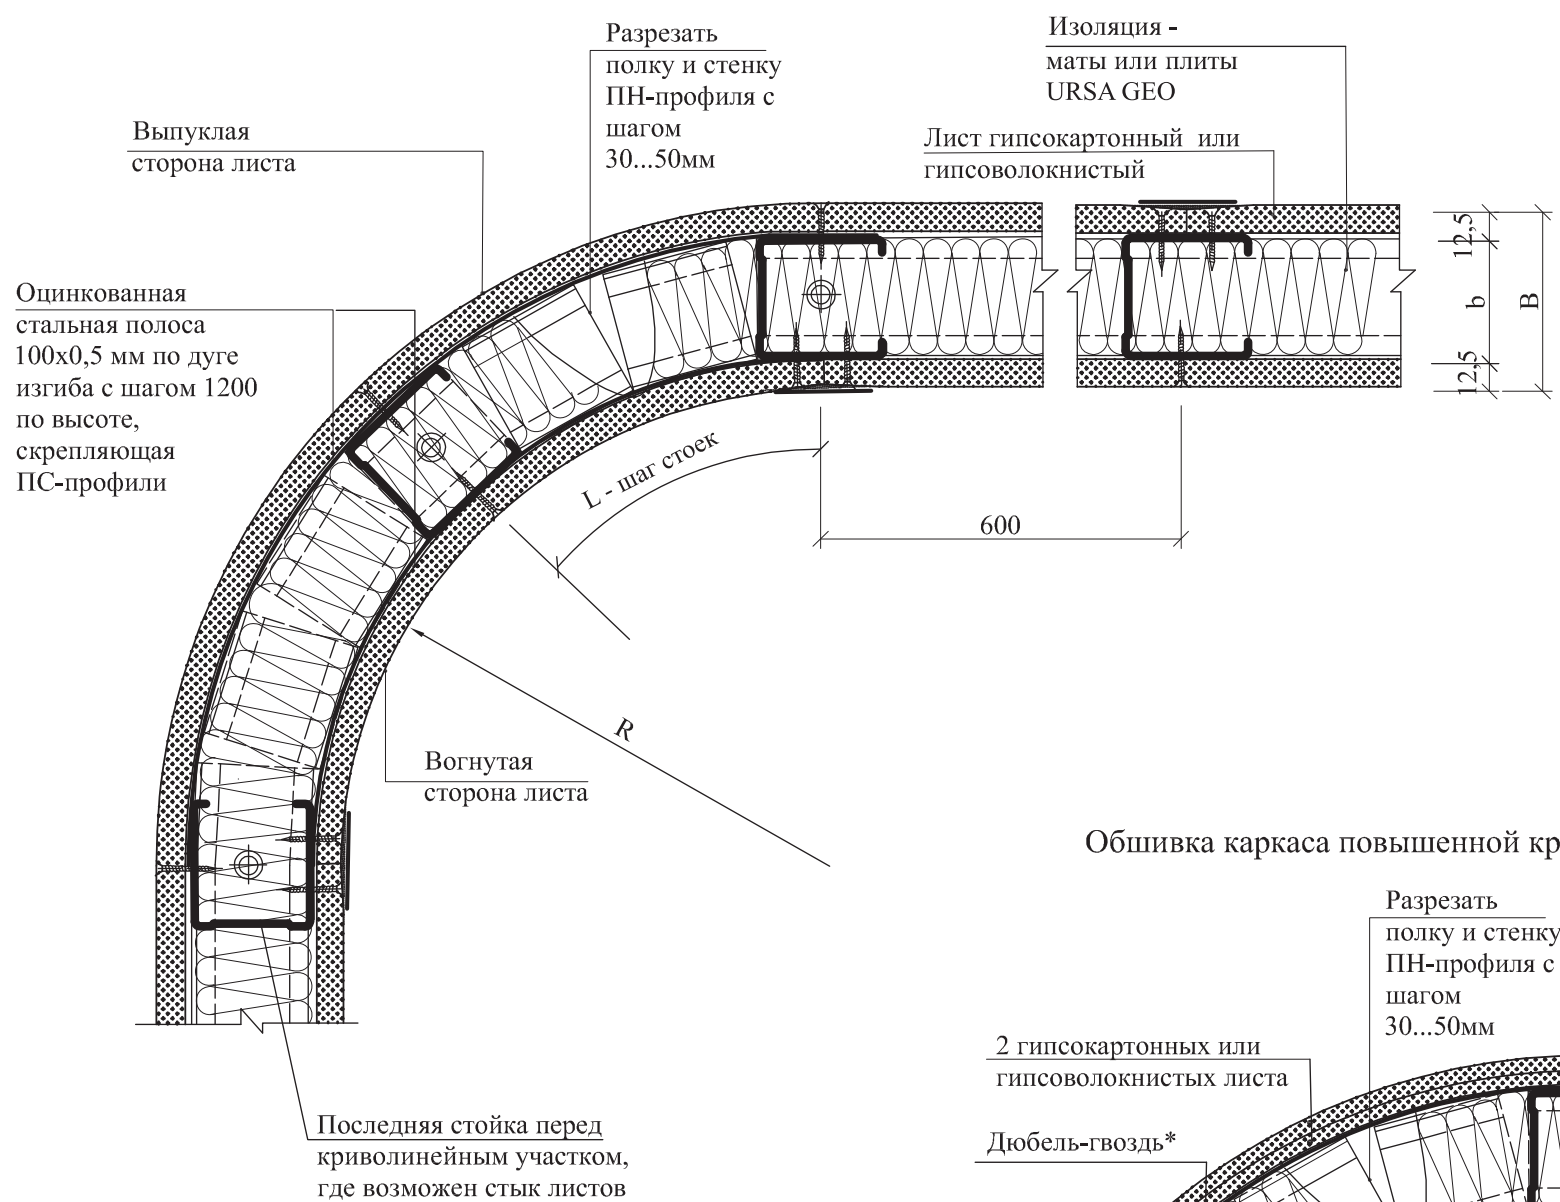 Разрезать
полку и стенку
ПН-профиля с
шагом
30...50мм
Изоляция -
маты или плиты
URSA GEO
Выпуклая
сторона листа
Лист гипсокартонный или
гипсоволокнистый
Оцинкованная
стальная полоса
100х0,5 мм по дуге
изгиба с шагом 1200
по высоте,
скрепляющая
ПС-профили
12,5
b
B
12,5
L - шаг стоек
600
R
Вогнутая
сторона листа
Обшивка каркаса повышенной кр
Разрезать
полку и стенку
ПН-профиля с
шагом
30...50мм
2 гипсокартонных или
гипсоволокнистых листа
Дюбель-гвоздь*
Последняя стойка перед
криволинейным участком,
где возможен стык листов